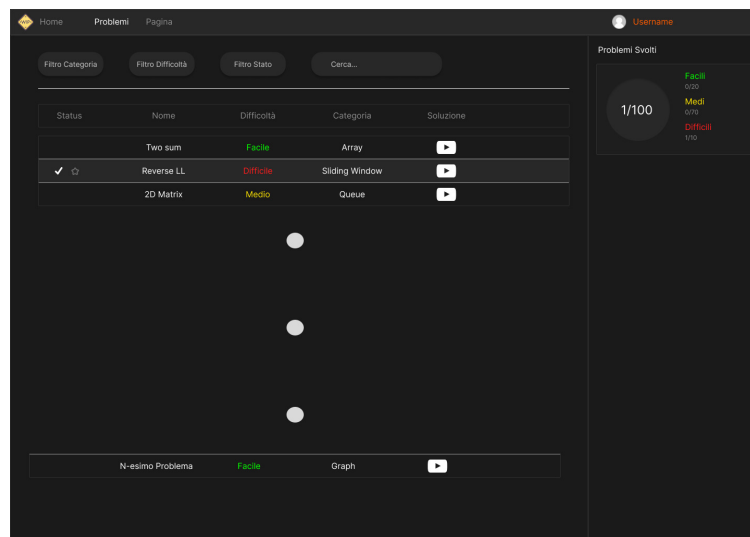 Home Problemi Pagina Username
Problemi Svolti
Filtro Categoria Filtro Difficoltà Filtro Stato Cerca...
1/100
Facili
0/20
Medi
0/70
Difficili
1/10
Status Nome Difficoltà Categoria Soluzione
Two sum Facile Array
Reverse LL Difficile Sliding Window
2D Matrix Medio Queue
N-esimo Problema Facile Graph